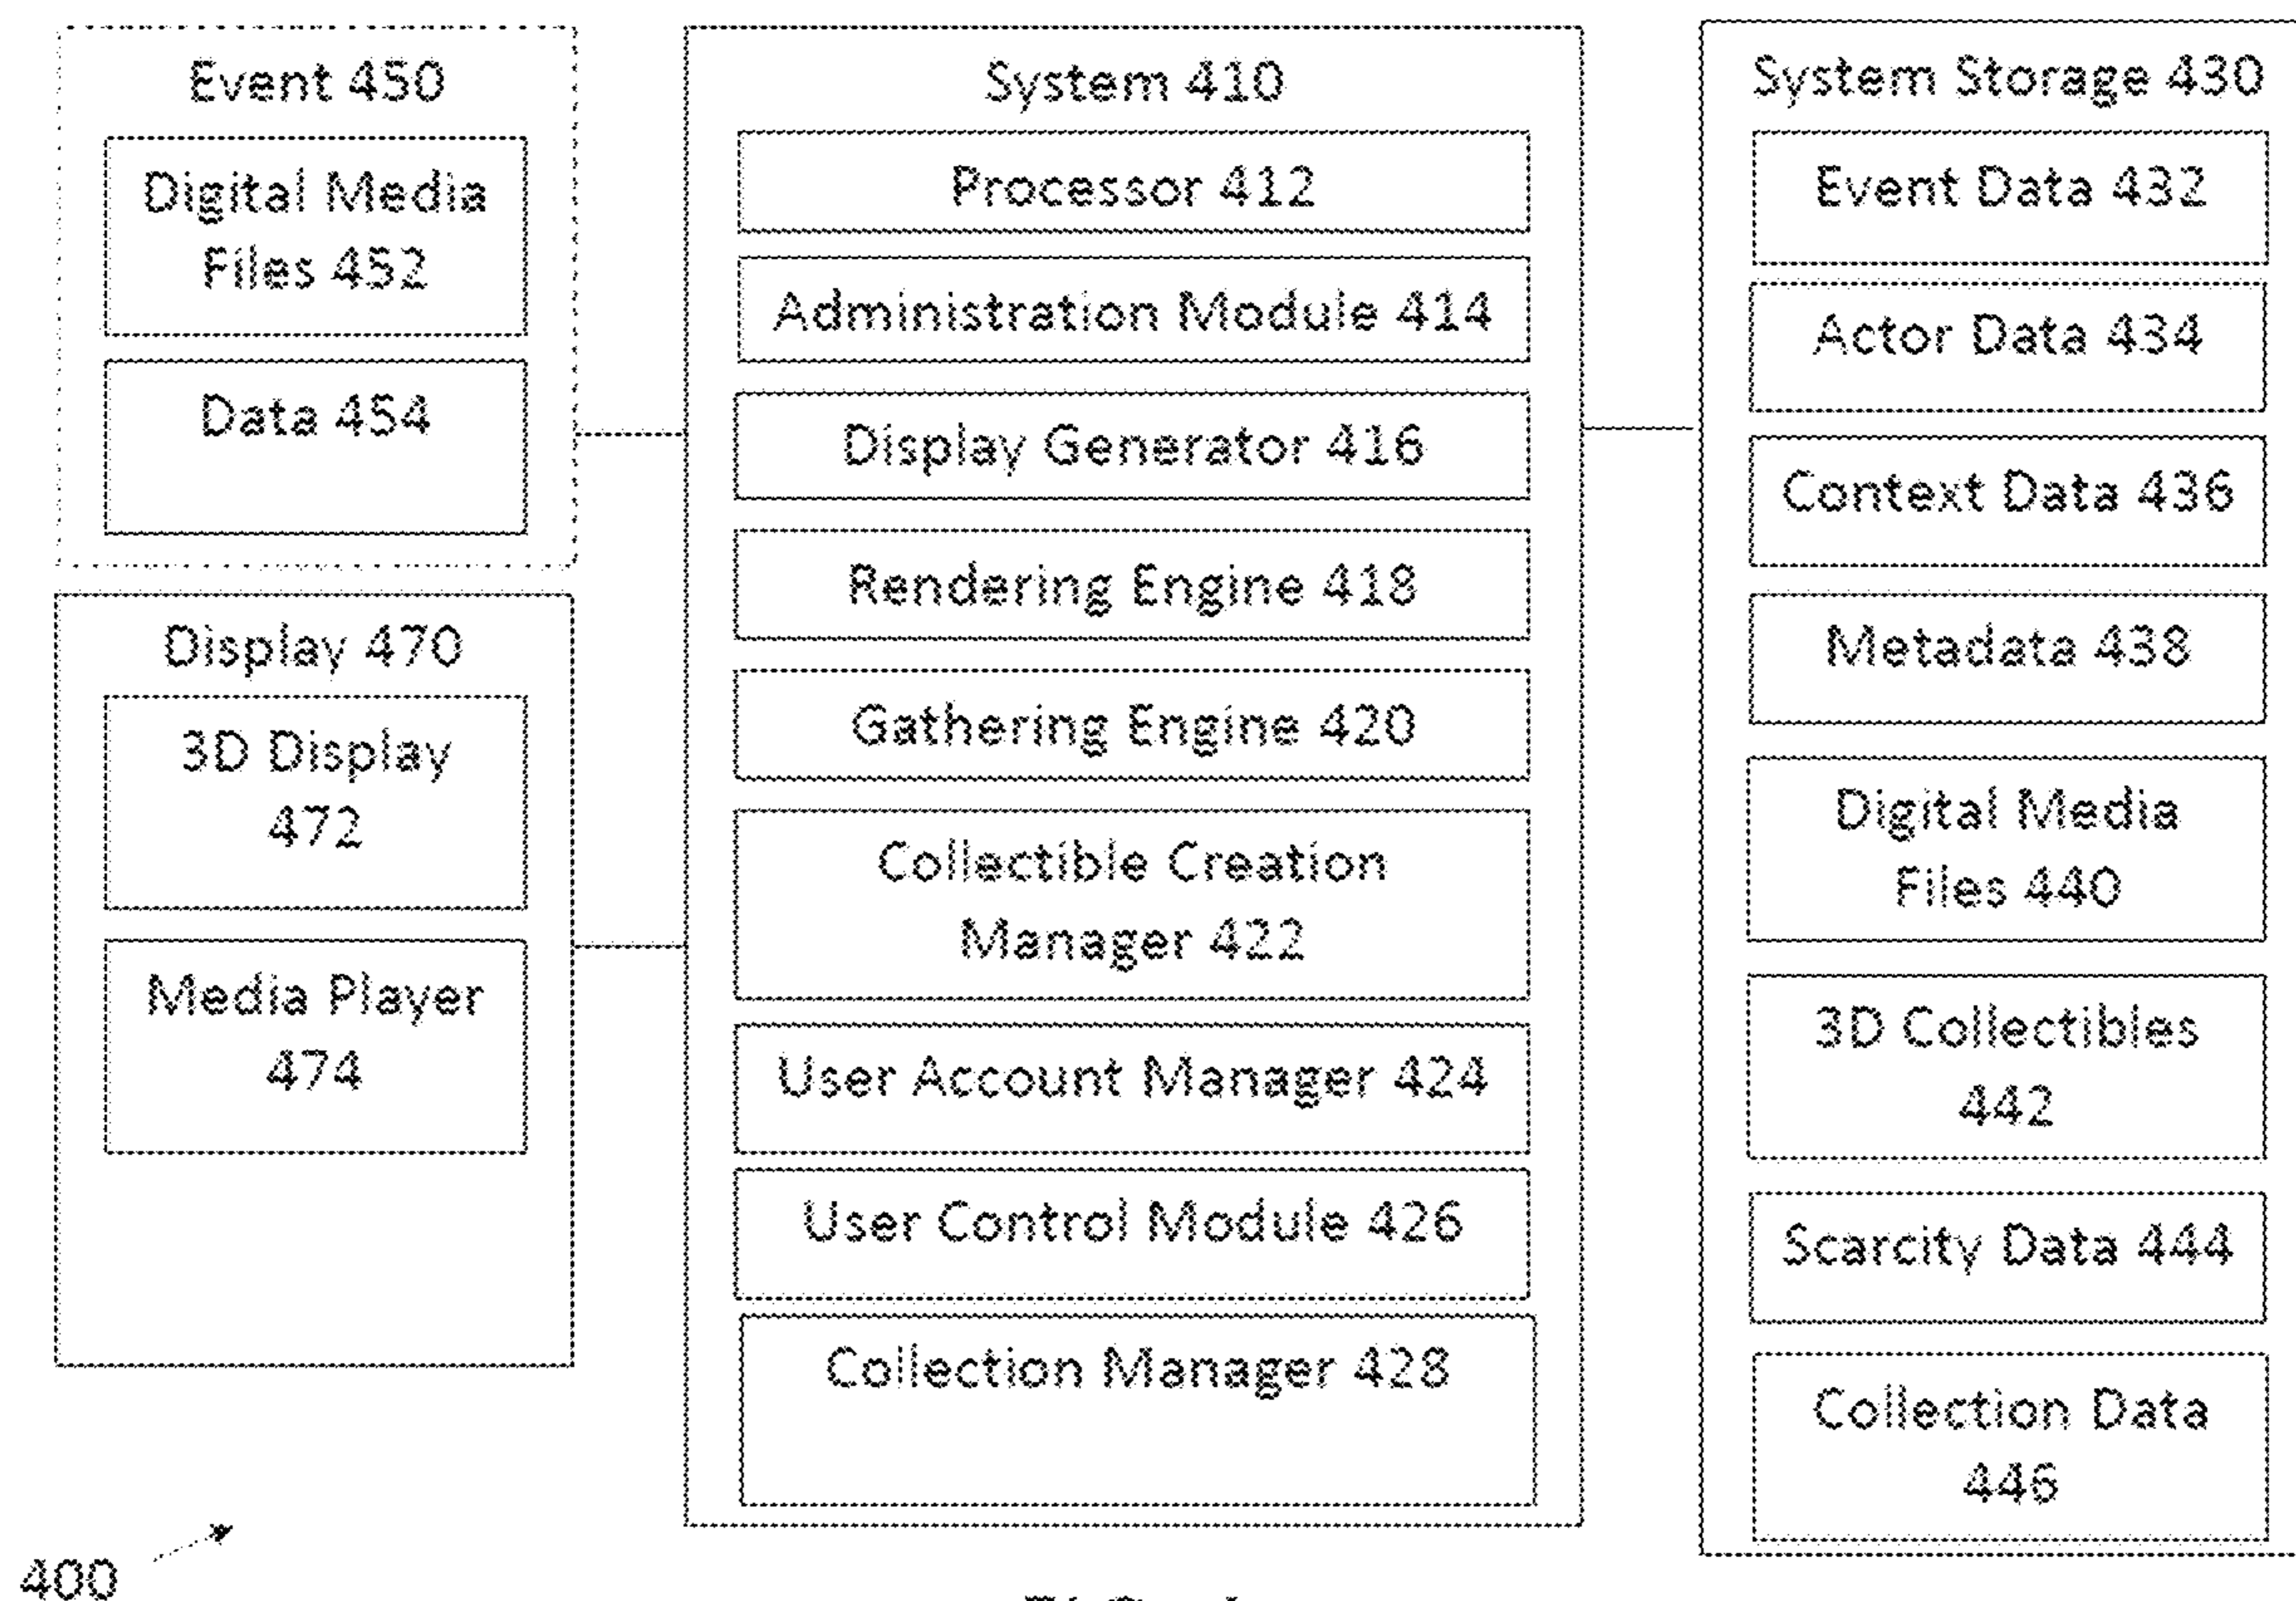 Event 450
Digital Media
Files 452
Data 454
Display 470
3D Display
472
Media Player
474
System 410
Processor 412
Administration Module 414
Display Generator 416
Rendering Engine 418
Gathering Engine 420
Collectible Creation
Manager 422
User Account Manager 424
User Control Module 426
Collection Manager 428
System Storage 430
Event Data 432
Actor Data 434
Context Data 436
Metadata 438
Digital Media
Files 440
3D Collectibles
442
Scarcity Data 444
Collection Data
446
400